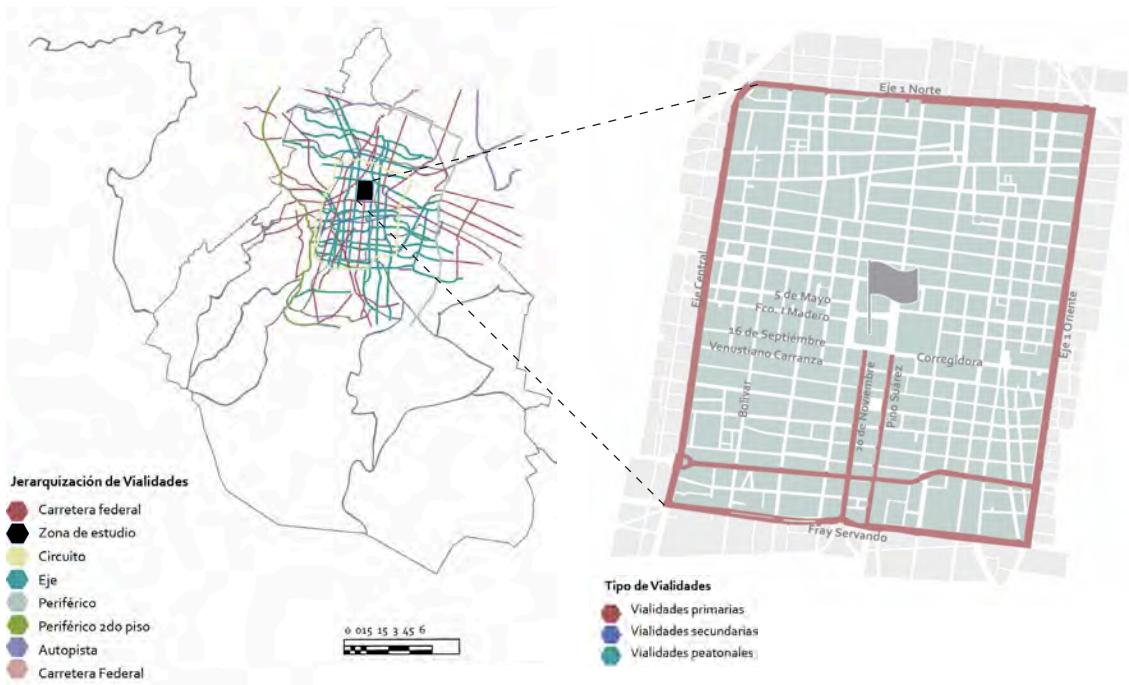 Jerarquización de Vialidades
Carretera federal
Zona de estudio
Circuito
Eje
Periférico
Periférico 2do piso
Autopista
Carretera Federal
0 015 15 3 45 6
Eje 1 Norte
Eje Central
Eje 1 Oriente
5 de Mayo
Fco. I Madero
16 de Septiembre
Venustiano Carranza
Corregidora
Bolívar
20 de Noviembre
Pino Suárez
Fray Servando
Tipo de Vialidades
Vialidades primarias
Vialidades secundarias
Vialidades peatonales